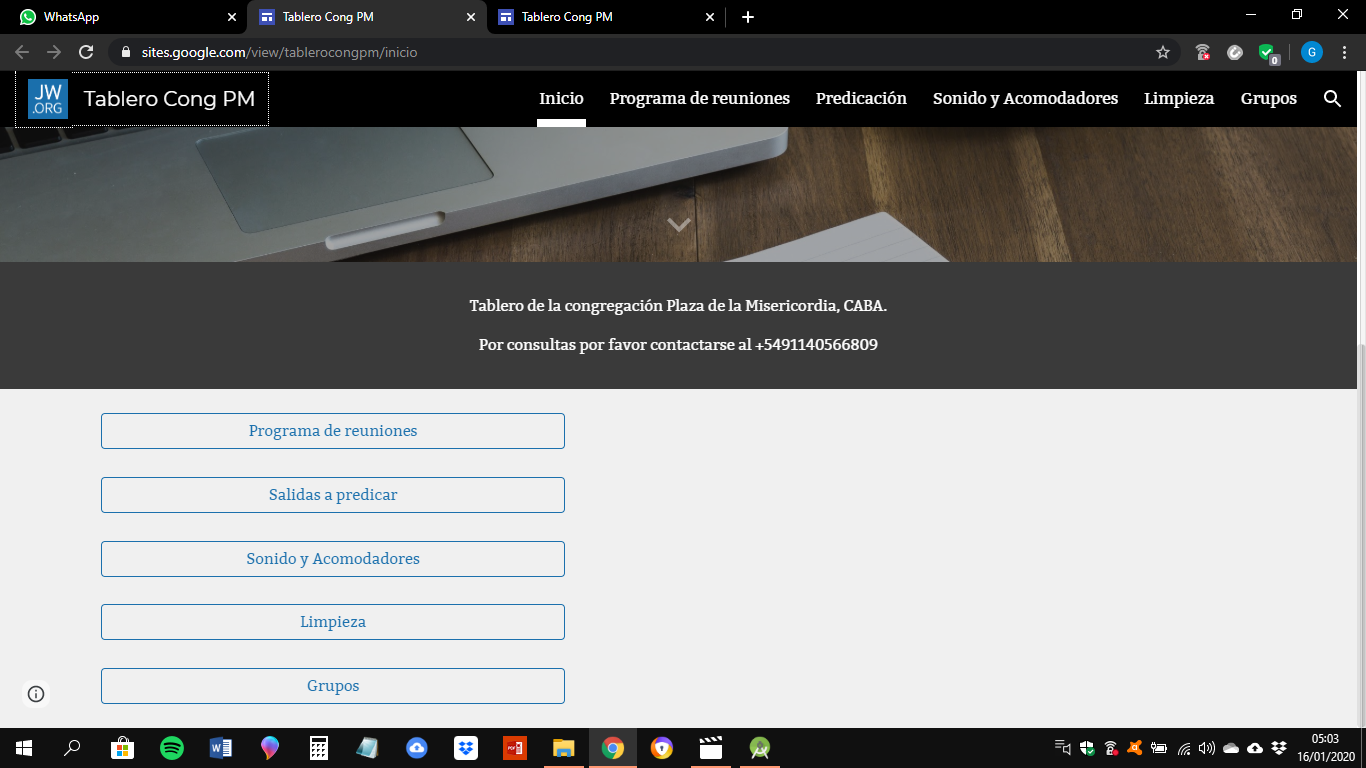 WhatsApp
Tablero Cong PM
Tablero Cong PM
sites.google.com/view/tablerocongpm/inicio
G
0
JW
.ORG
Tablero Cong PM
Inicio
Programa de reuniones
Predicación
Sonido y Acomodadores
Limpieza
Grupos
Tablero de la congregación Plaza de la Misericordia, CABA.
Por consultas por favor contactarse al +5491140566809
Programa de reuniones
Salidas a predicar
Sonido y Acomodadores
Limpieza
Grupos
05:03
16/01/2020